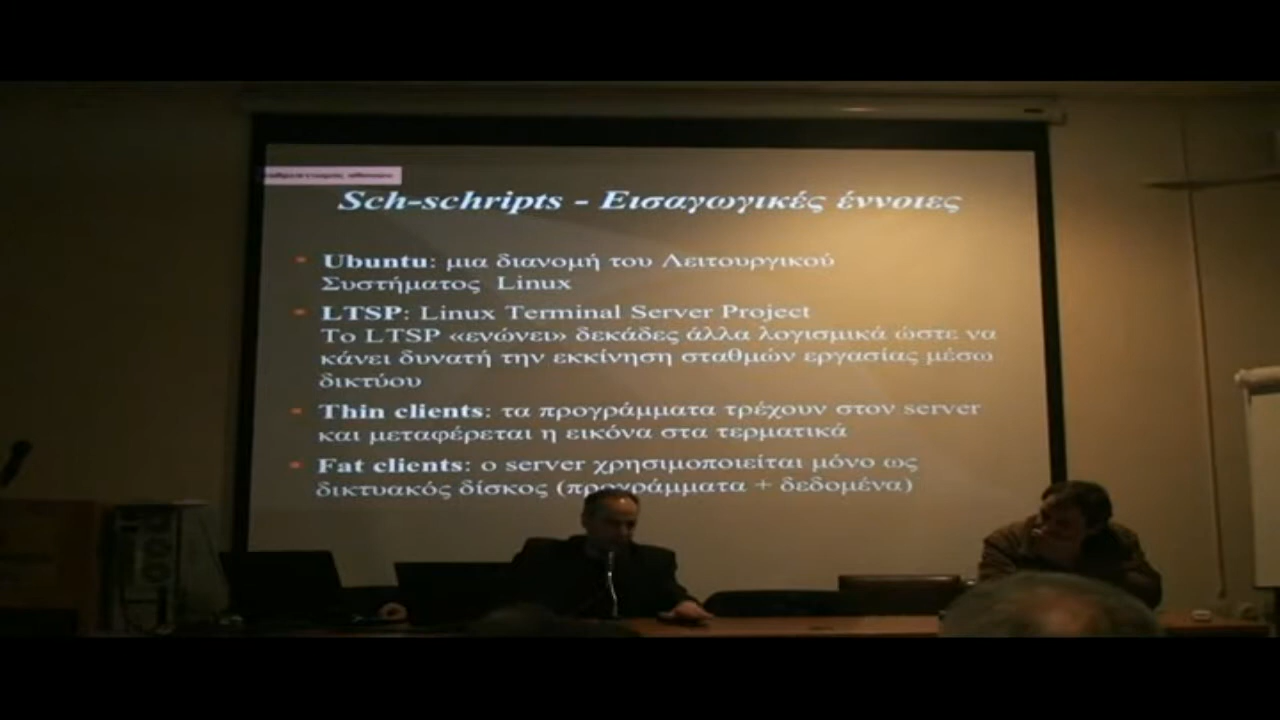 Sch-schripts - Εισαγωγικές έννοιες
Ubuntu: μια διανομή του Λειτουργικού
Συστήματος Linux
LTSP: Linux Terminal Server Project
Το LTSP «ενώνει» δεκάδες άλλα λογισμικά ώστε να
κάνει δυνατή την εκκίνηση σταθμών εργασίας μέσω
δικτύου
Thin clients: τα προγράμματα τρέχουν στον server
και μεταφέρεται η εικόνα στα τερματικά
Fat clients: ο server χρησιμοποιείται μόνο ως
δικτυακός δίσκος (προγράμματα + δεδομένα)